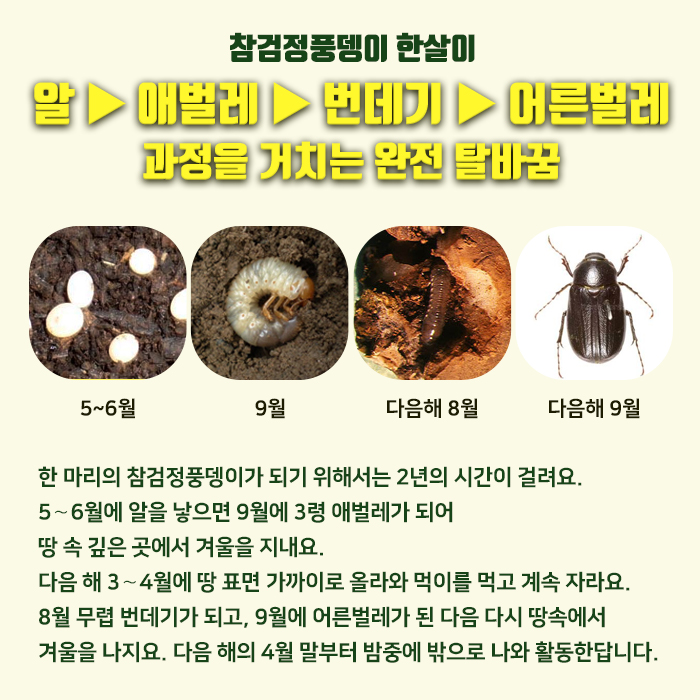 참검정풍뎅이 한살이
알 ▶ 애벌레 ▶ 번데기 ▶ 어른벌레
과정을 거치는 완전 탈바꿈
5~6월
9월
다음해 8월
다음해 9월
한 마리의 참검정풍뎅이가 되기 위해서는 2년의 시간이 걸려요.
5~6월에 알을 낳으면 9월에 3령 애벌레가 되어
땅 속 깊은 곳에서 겨울을 지내요.
다음 해 3~4월에 땅 표면 가까이로 올라와 먹이를 먹고 계속 자라요.
8월 무렵 번데기가 되고, 9월에 어른벌레가 된 다음 다시 땅속에서
겨울을 나지요. 다음 해의 4월 말부터 밤중에 밖으로 나와 활동한답니다.